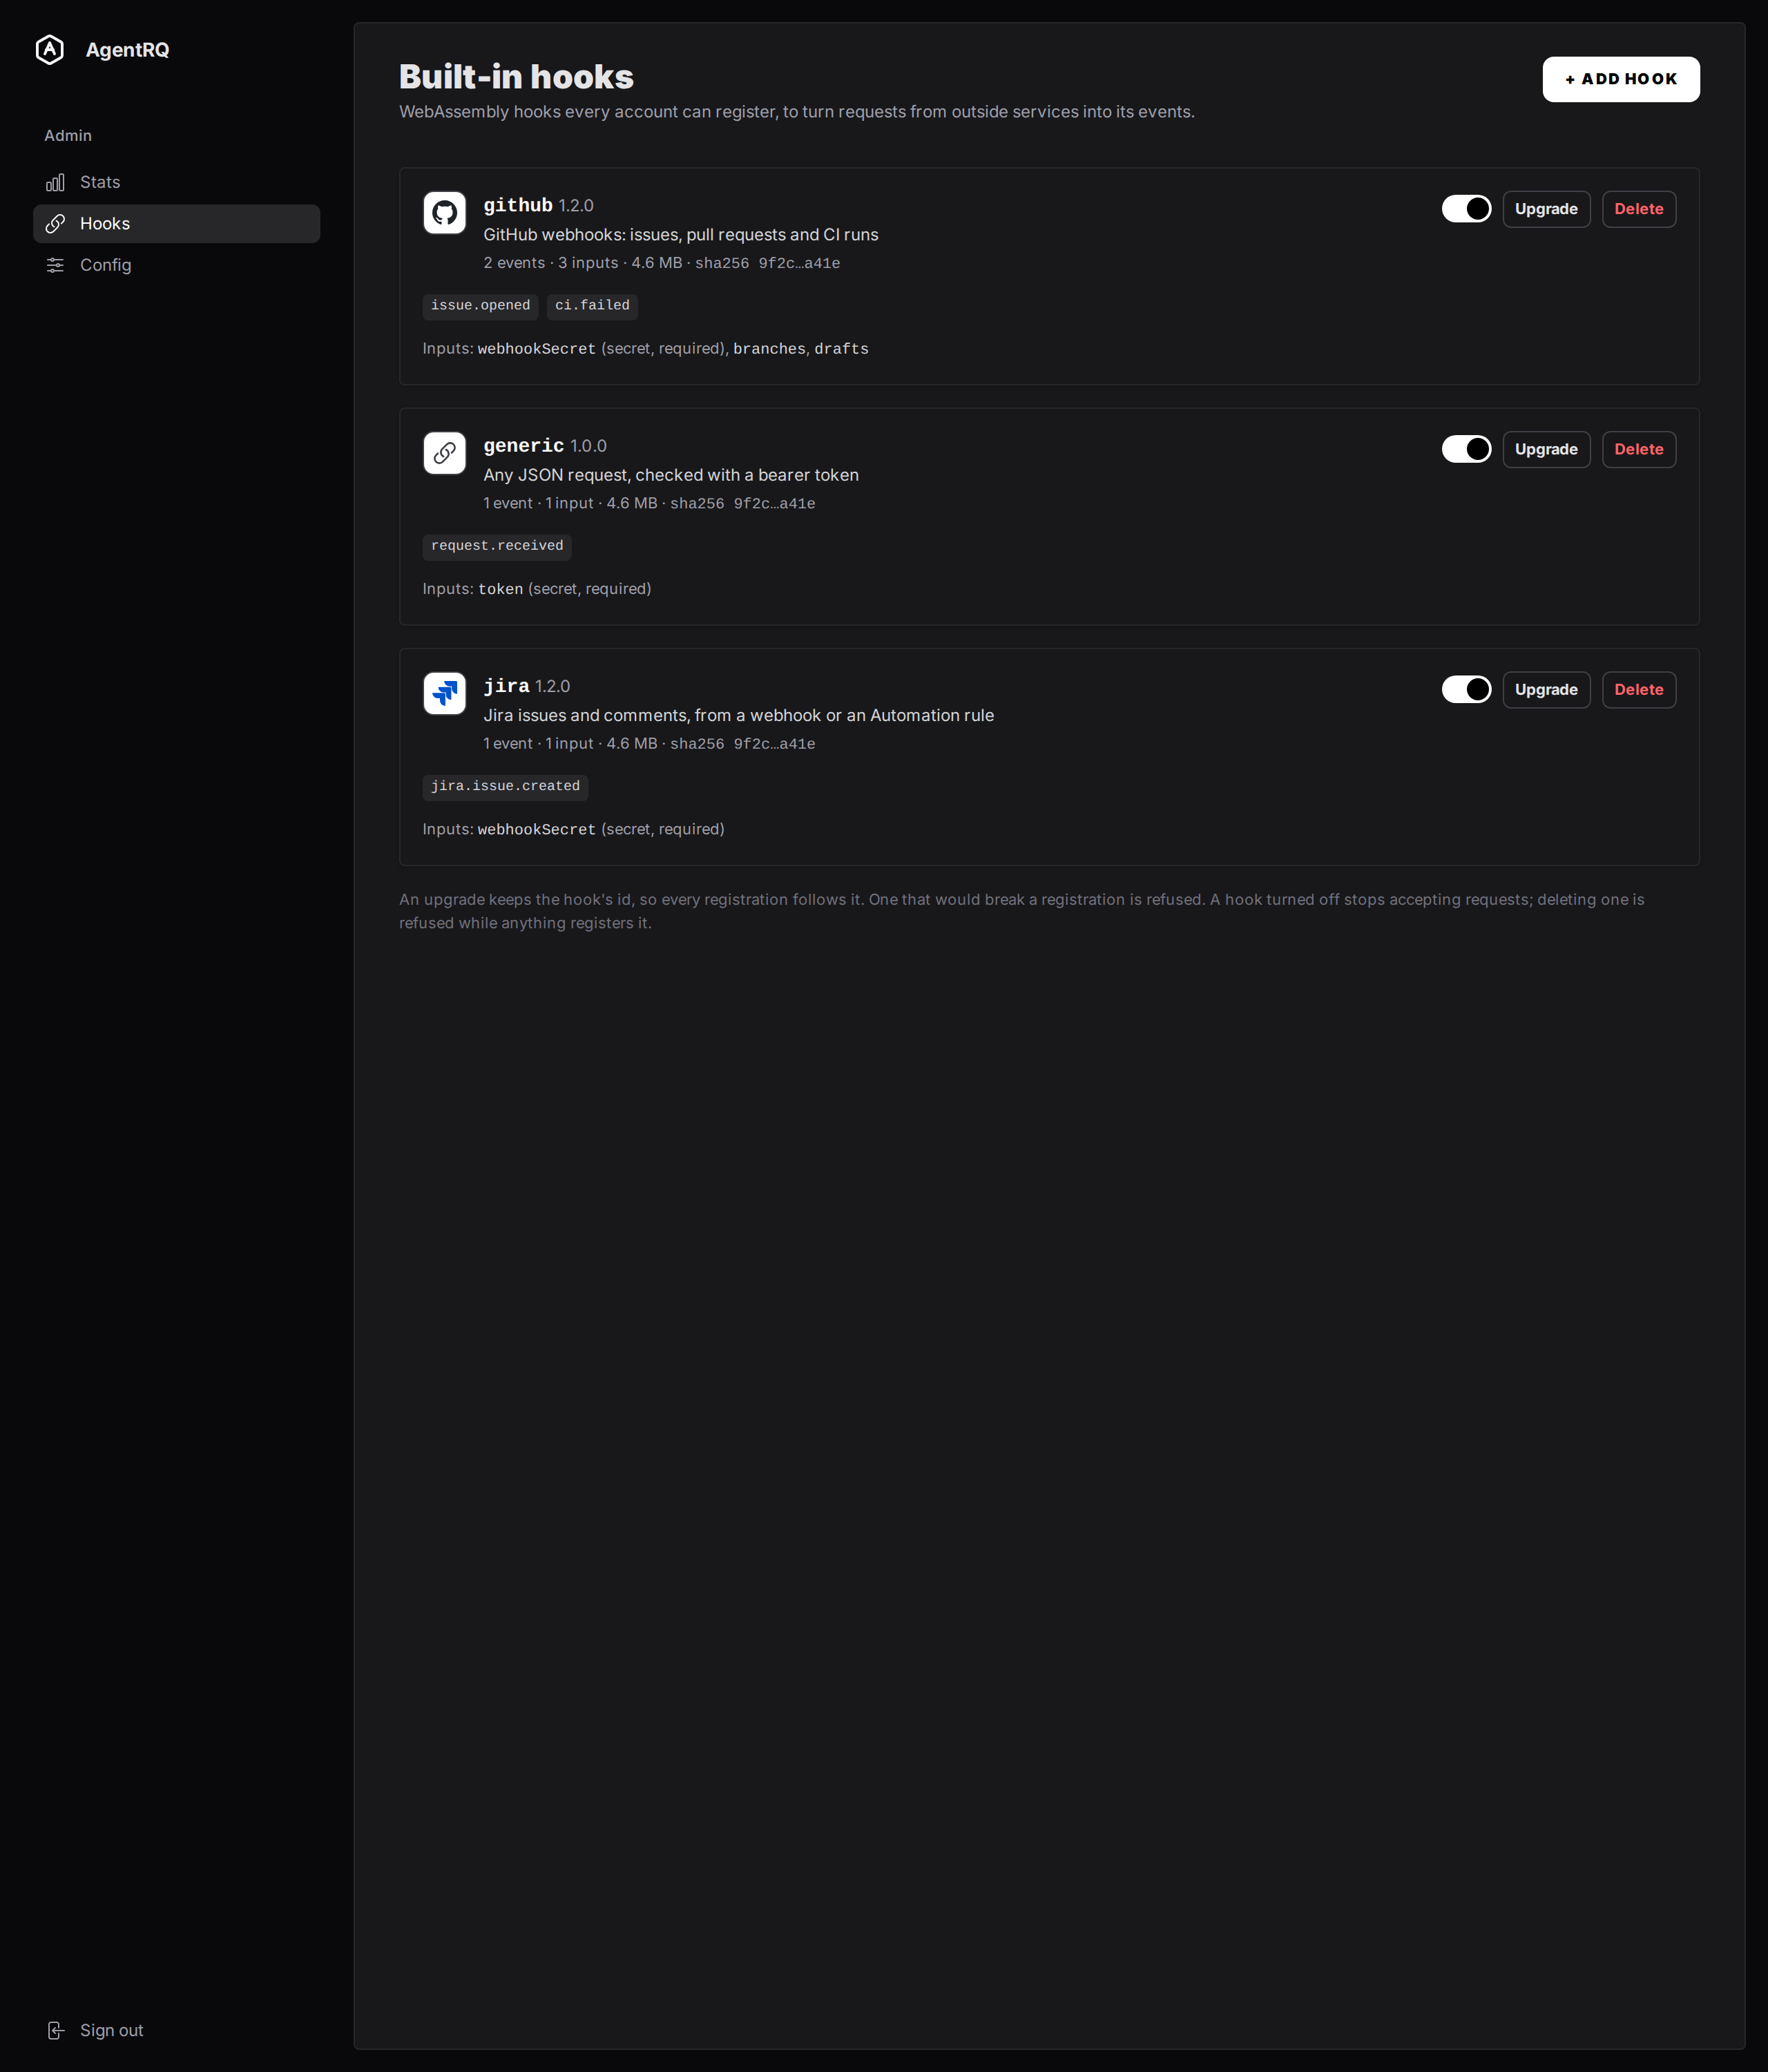 AgentRQ
Admin
Stats
Hooks
Config
Sign out
Built-in hooks
WebAssembly hooks every account can register, to turn requests from outside services into its events.
+ ADD HOOK
github 1.2.0
GitHub webhooks: issues, pull requests and CI runs
2 events · 3 inputs · 4.6 MB · sha256 9f2c…a41e
Upgrade
Delete
issue.opened ci.failed
Inputs: webhookSecret (secret, required), branches, drafts
generic 1.0.0
Any JSON request, checked with a bearer token
1 event · 1 input · 4.6 MB · sha256 9f2c…a41e
Upgrade
Delete
request.received
Inputs: token (secret, required)
jira 1.2.0
Jira issues and comments, from a webhook or an Automation rule
1 event · 1 input · 4.6 MB · sha256 9f2c…a41e
Upgrade
Delete
jira.issue.created
Inputs: webhookSecret (secret, required)
An upgrade keeps the hook's id, so every registration follows it. One that would break a registration is refused. A hook turned off stops accepting requests; deleting one is
refused while anything registers it.